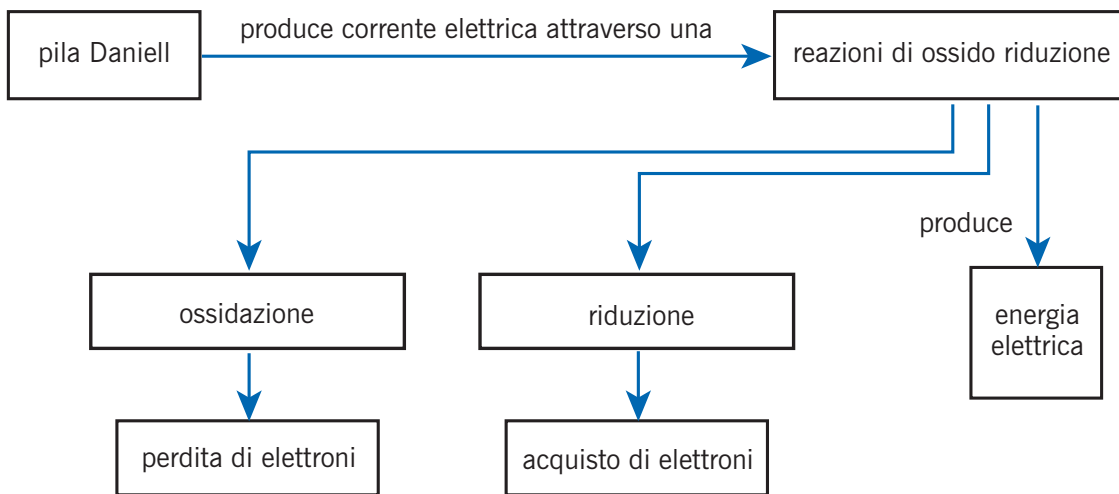 pila Daniell
produce corrente elettrica attraverso una
reazioni di ossido riduzione
produce
ossidazione
riduzione
energia
elettrica
perdita di elettroni
acquisto di elettroni